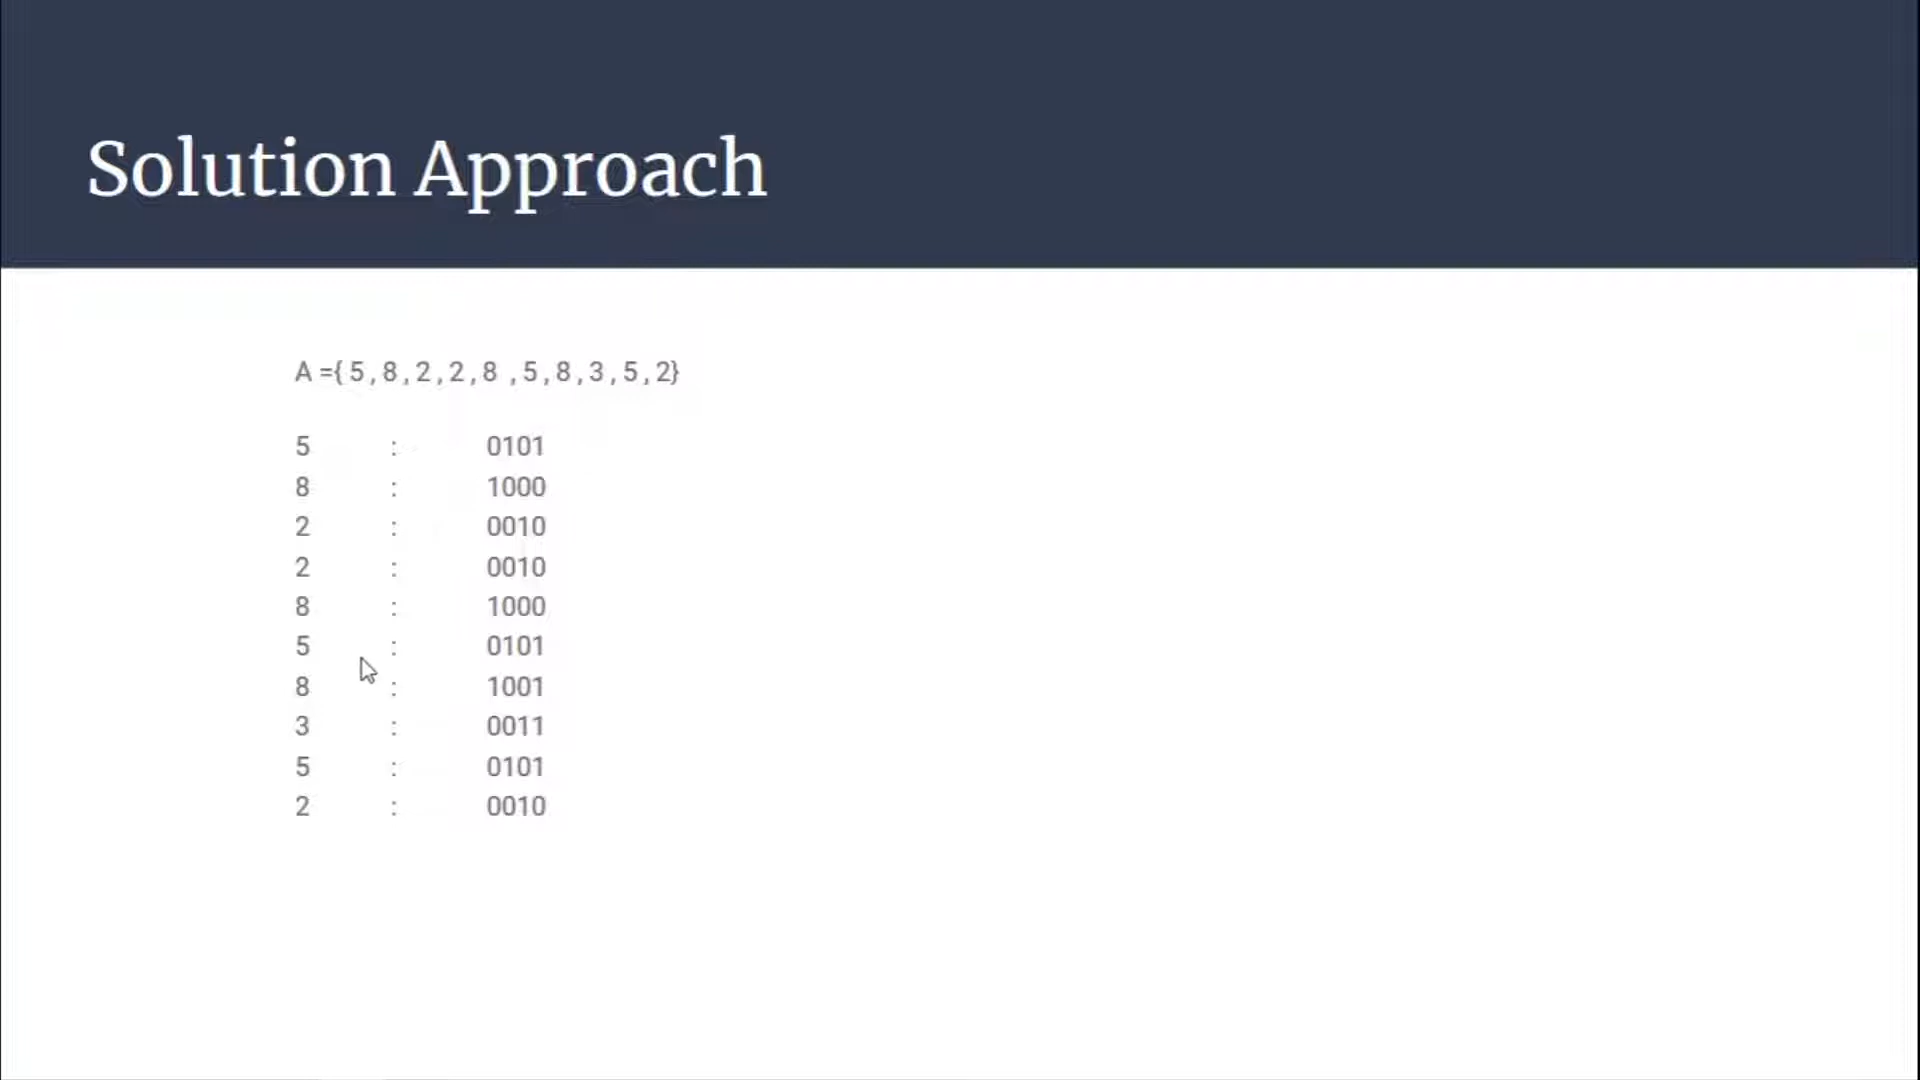 Solution Approach
A ={ 5 , 8 , 2 , 2 , 8 , 5 , 8 , 3 , 5 , 2}
5 : 0101
8 : 1000
2 : 0010
2 : 0010
8 : 1000
5 : 0101
8 : 1001
3 : 0011
5 : 0101
2 : 0010